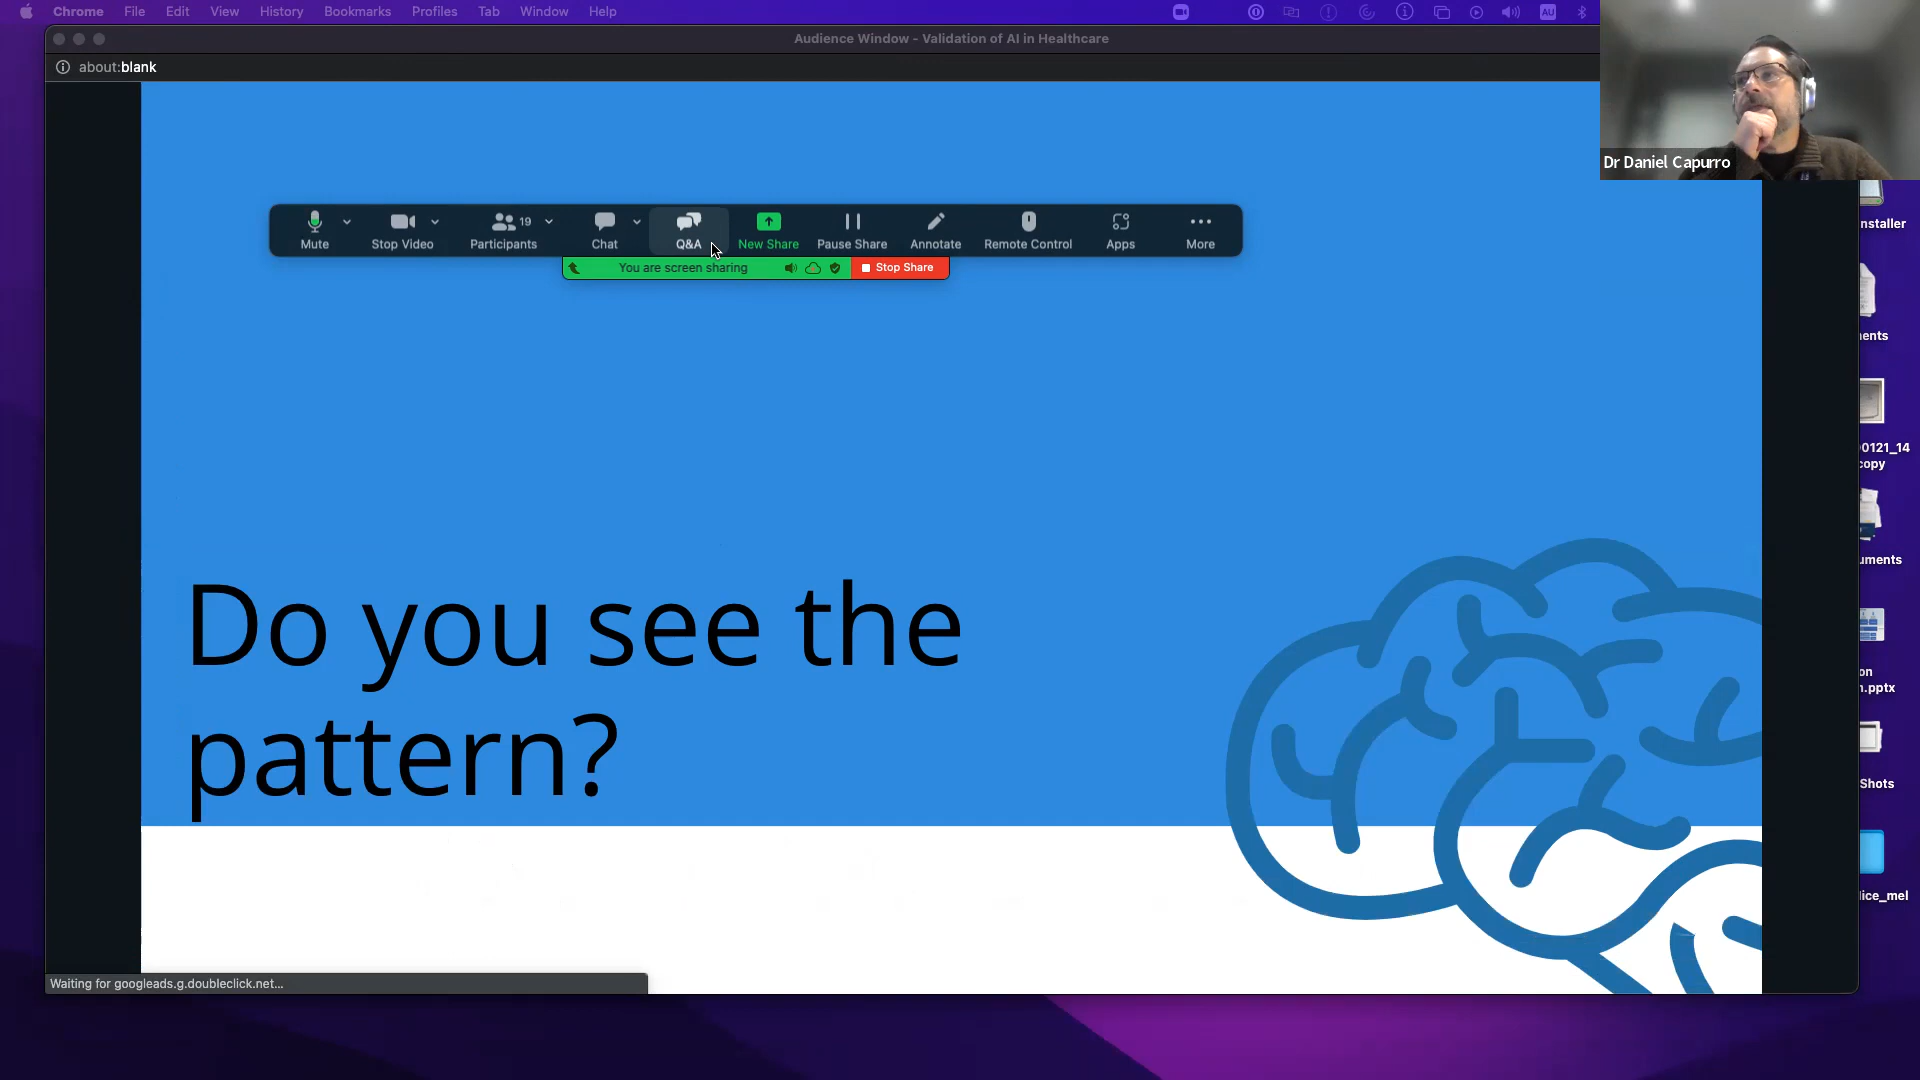 Chrome File Edit View History Bookmarks Profiles Tab Window Help
AU
Audience Window - Validation of AI in Healthcare
about:blank
Dr Daniel Capurro
19
Mute Stop Video Participants Chat Q&A New Share Pause Share Annotate Remote Control Apps More
You are screen sharing Stop Share
nstaller
ents
0121_14
copy
uments
Do you see the
pattern?
on
n.pptx
Shots
lice_mel
Waiting for googleads.g.doubleclick.net...